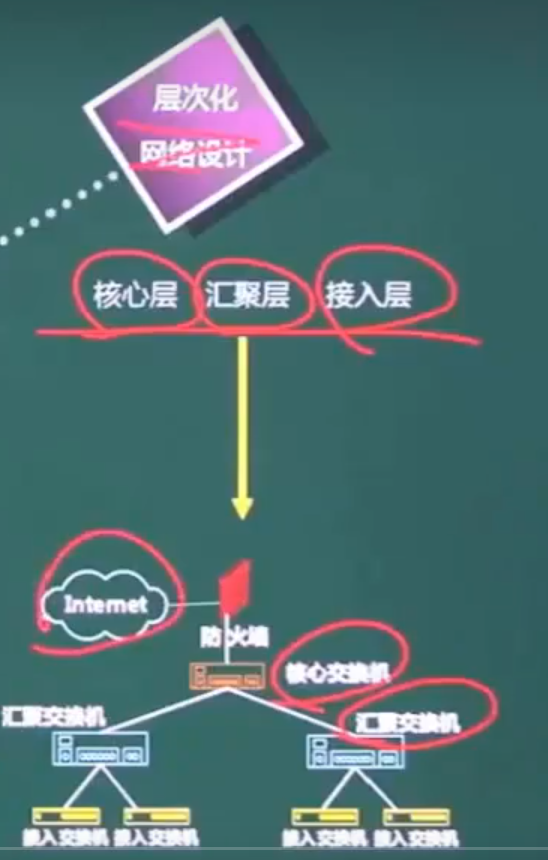 层次化
网络设计
核心层 汇聚层 接入层
Internet
防火墙
核心交换机
汇聚交换机 汇聚交换机
接入交换机 接入交换机 接入交换机 接入交换机